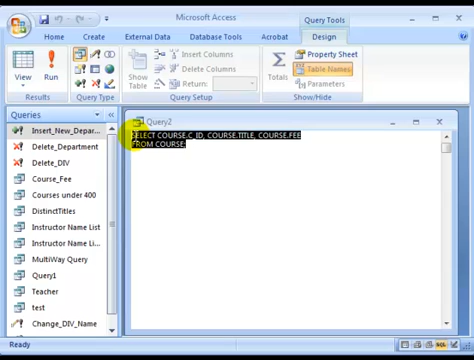 Microsoft Access
Query Tools
Home
Create
External Data
Database Tools
Acrobat
Design
View
Run
Results
Query Type
Show Table
Insert Columns
Delete Columns
Return:
Query Setup
Totals
Property Sheet
Table Names
Parameters
Show/Hide
Queries
Insert_New_Depar...
Delete_Department
Delete_DIV
Course_Fee
Courses under 400
DistinctTitles
Instructor Name List
Instructor Name Li...
MultiWay Query
Query1
Teacher
test
Change_DIV_Name
Query2
SELECT COURSE.C_ID, COURSE.TITLE, COURSE.FEE
FROM COURSE;
Ready
SQL